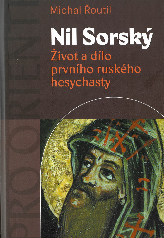 Michal Řoutil
Nil Sorský
Život a dílo
prvního ruského
hesychasty